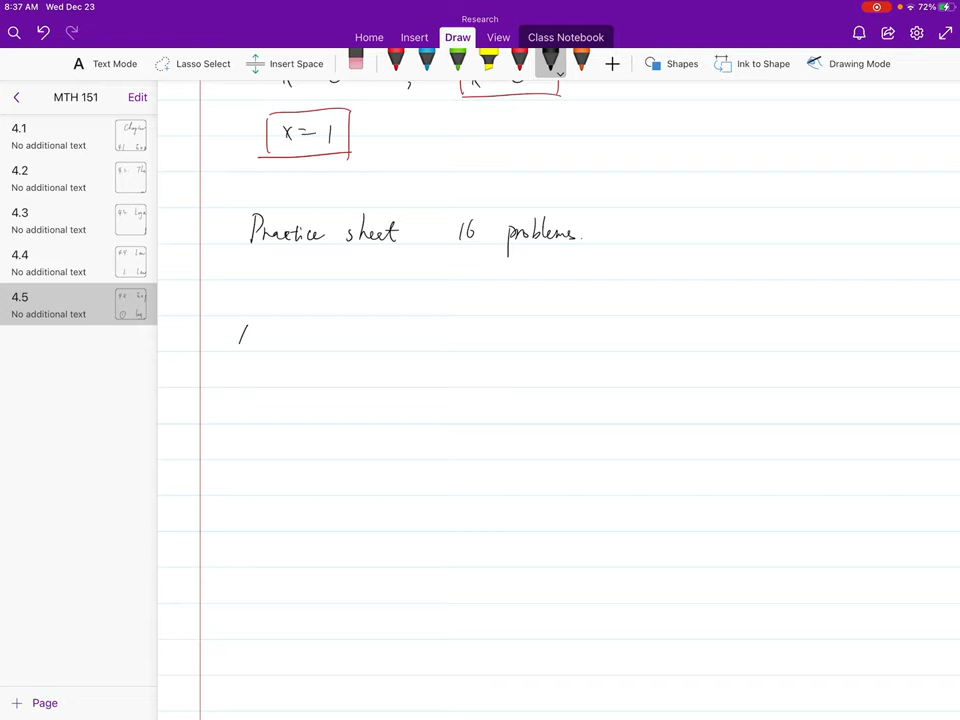 8:37 AM Wed Dec 23
72%
Research
Home Insert Draw View Class Notebook
Text Mode Lasso Select Insert Space Shapes Ink to Shape Drawing Mode
MTH 151 Edit
4.1
No additional text
4.2
No additional text
4.3
No additional text
4.4
No additional text
4.5
No additional text
Page
x = 1
Practice sheet 16 problems.